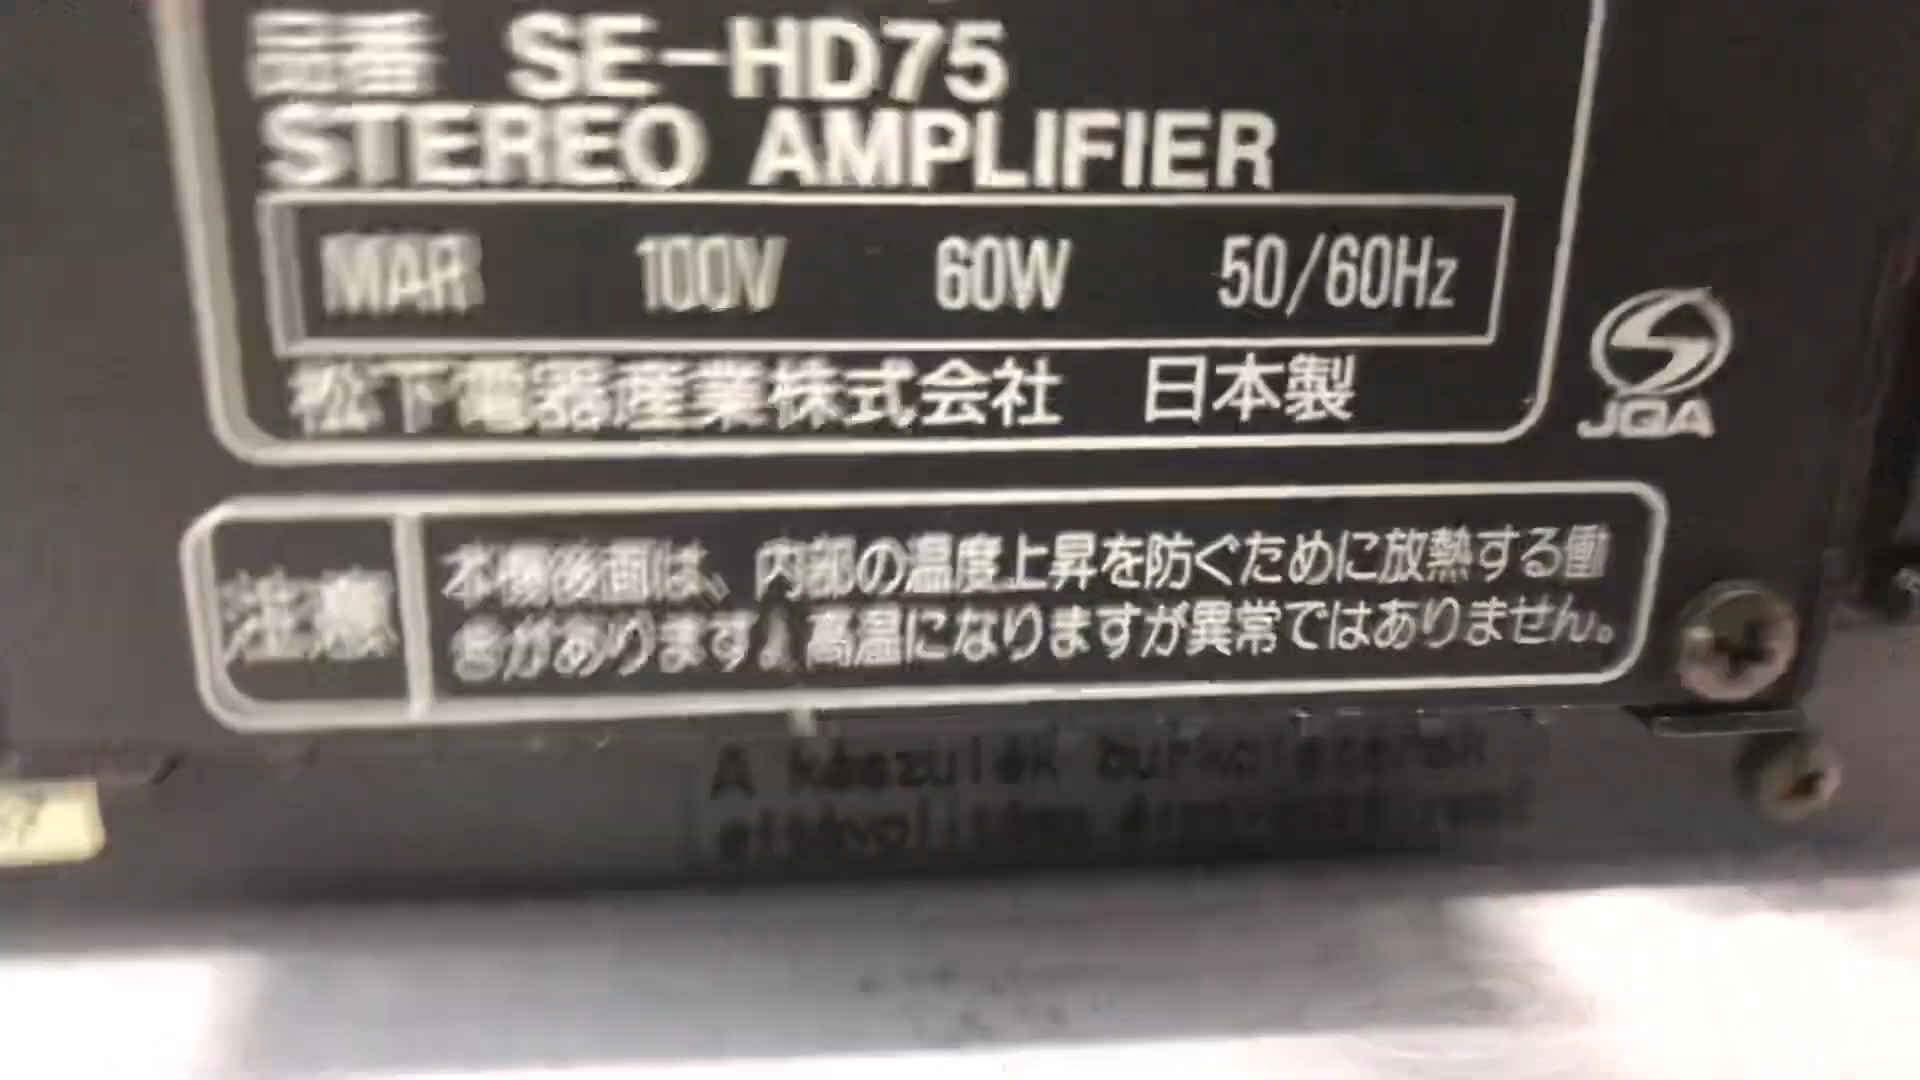 品番 SE-HD75
STEREO AMPLIFIER
MAR 100V 60W 50/60Hz
松下電器産業株式会社 日本製
JQA
注意
本機後面は、内部の温度上昇を防ぐために放熱する働
きがあります。高温になりますが異常ではありません。
A készülék